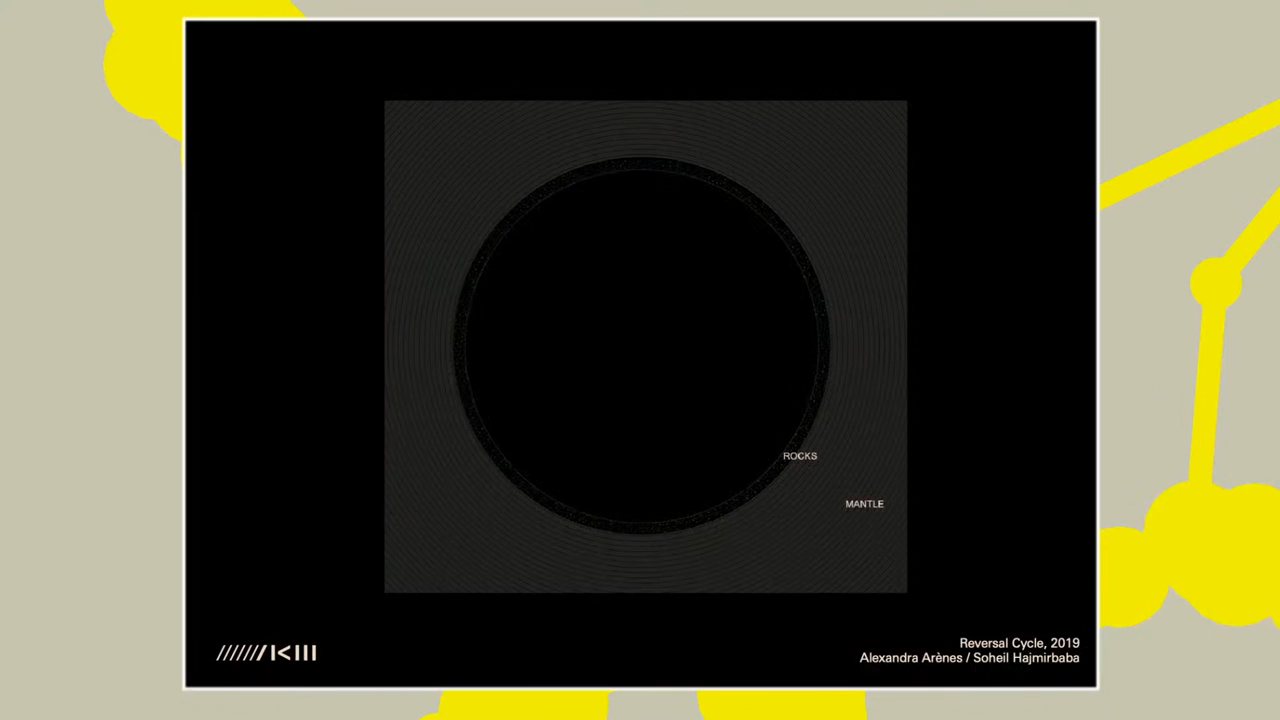 ROCKS
MANTLE
Reversal Cycle, 2019
Alexandra Arènes / Soheil Hajmirbaba